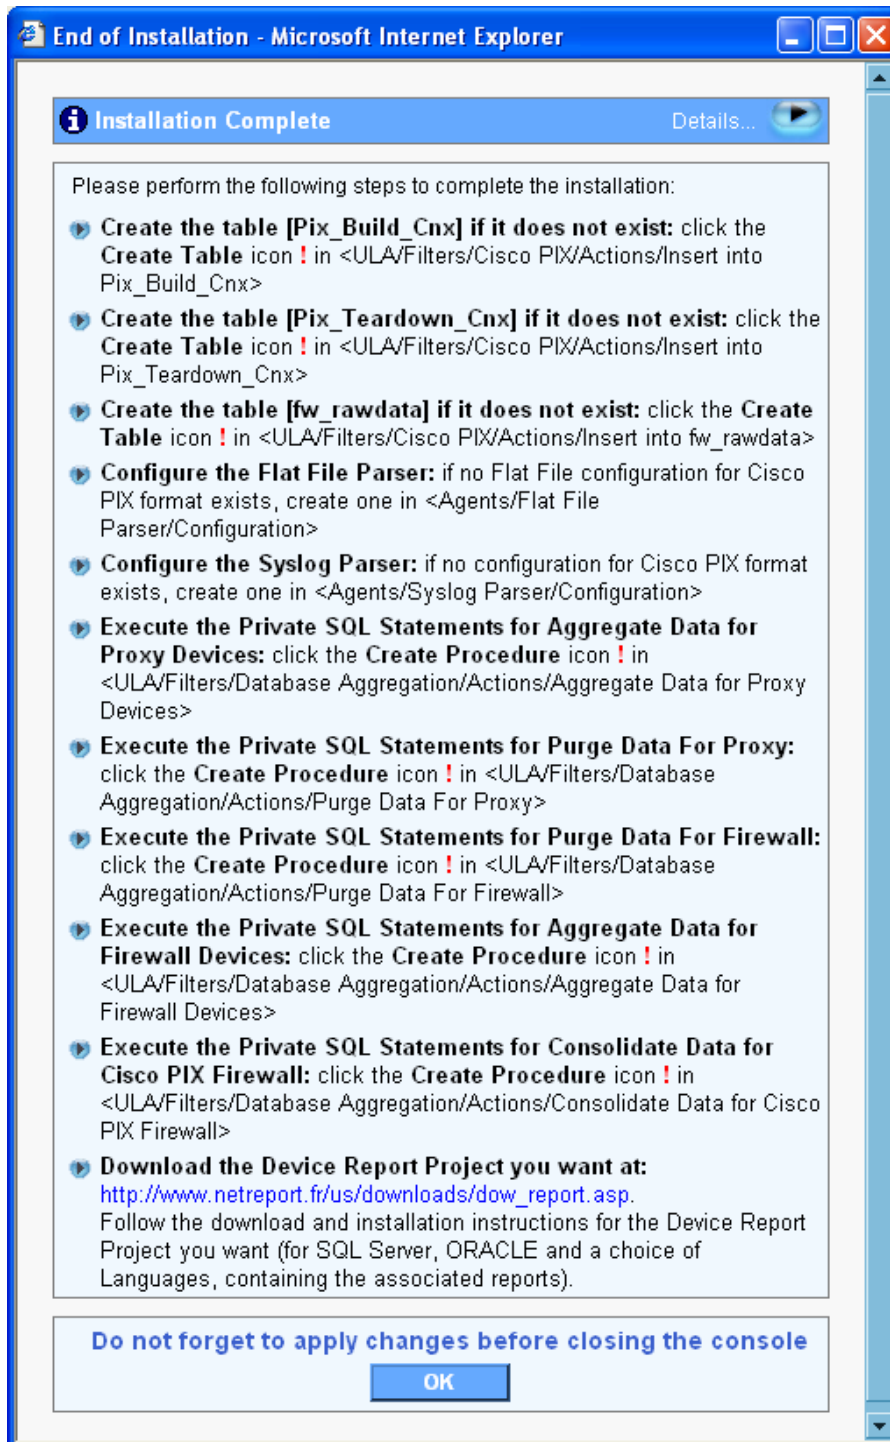 End of Installation - Microsoft Internet Explorer
Installation Complete Details...
Please perform the following steps to complete the installation:
Create the table [Pix_Build_Cnx] if it does not exist: click the
Create Table icon ! in <ULA/Filters/Cisco PIX/Actions/Insert into
Pix_Build_Cnx>
Create the table [Pix_Teardown_Cnx] if it does not exist: click the
Create Table icon ! in <ULA/Filters/Cisco PIX/Actions/Insert into
Pix_Teardown_Cnx>
Create the table [fw_rawdata] if it does not exist: click the Create
Table icon ! in <ULA/Filters/Cisco PIX/Actions/Insert into fw_rawdata>
Configure the Flat File Parser: if no Flat File configuration for Cisco
PIX format exists, create one in <Agents/Flat File
Parser/Configuration>
Configure the Syslog Parser: if no configuration for Cisco PIX format
exists, create one in <Agents/Syslog Parser/Configuration>
Execute the Private SQL Statements for Aggregate Data for
Proxy Devices: click the Create Procedure icon ! in
<ULA/Filters/Database Aggregation/Actions/Aggregate Data for Proxy
Devices>
Execute the Private SQL Statements for Purge Data For Proxy:
click the Create Procedure icon ! in <ULA/Filters/Database
Aggregation/Actions/Purge Data For Proxy>
Execute the Private SQL Statements for Purge Data For Firewall:
click the Create Procedure icon ! in <ULA/Filters/Database
Aggregation/Actions/Purge Data For Firewall>
Execute the Private SQL Statements for Aggregate Data for
Firewall Devices: click the Create Procedure icon ! in
<ULA/Filters/Database Aggregation/Actions/Aggregate Data for
Firewall Devices>
Execute the Private SQL Statements for Consolidate Data for
Cisco PIX Firewall: click the Create Procedure icon ! in
<ULA/Filters/Database Aggregation/Actions/Consolidate Data for Cisco
PIX Firewall>
Download the Device Report Project you want at:
http://www.netreport.fr/us/downloads/dow_report.asp.
Follow the download and installation instructions for the Device Report
Project you want (for SQL Server, ORACLE and a choice of
Languages, containing the associated reports).
Do not forget to apply changes before closing the console
OK